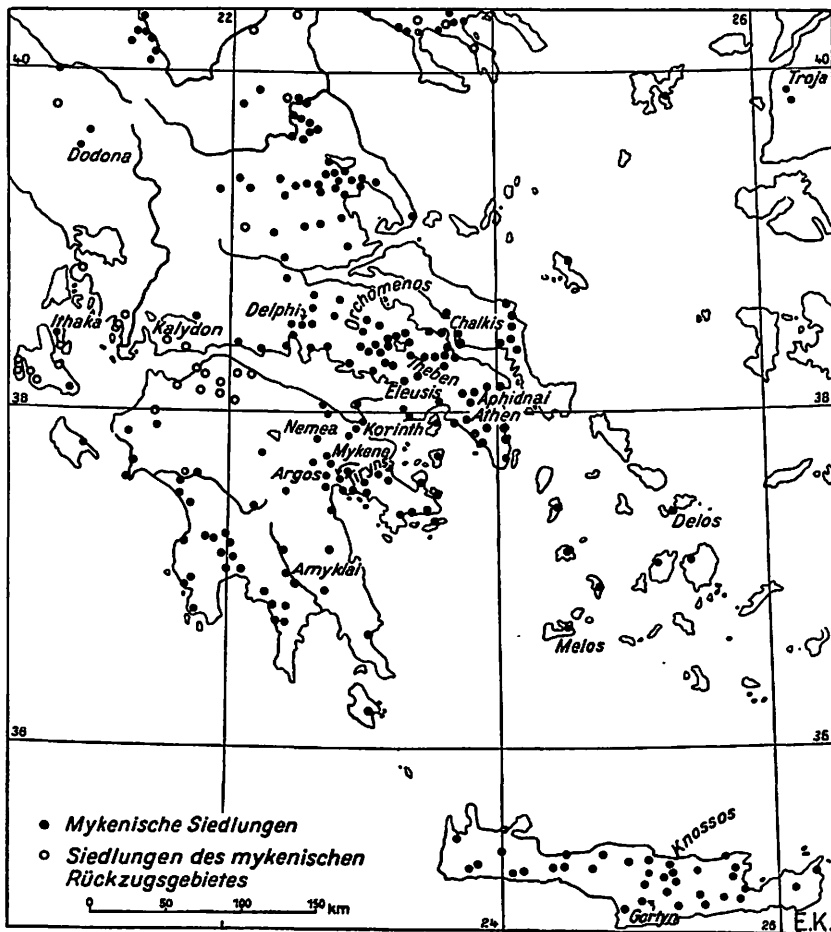 22
26
40
40
Troja
Dodona
Orchomenos
Delphi
Chalkis
Ithaka
Kalydon
Theben
Eleusis
Aphidnai
38
38
Athen
Nemea
Korinth
Mykene
Tiryns
Argos
Delos
Amyklai
Melos
38
36
Mykenische Siedlungen
Siedlungen des mykenischen
Rückzugsgebietes
Knossos
0 50 100 150 km
Gortyn
24
26
E.K.